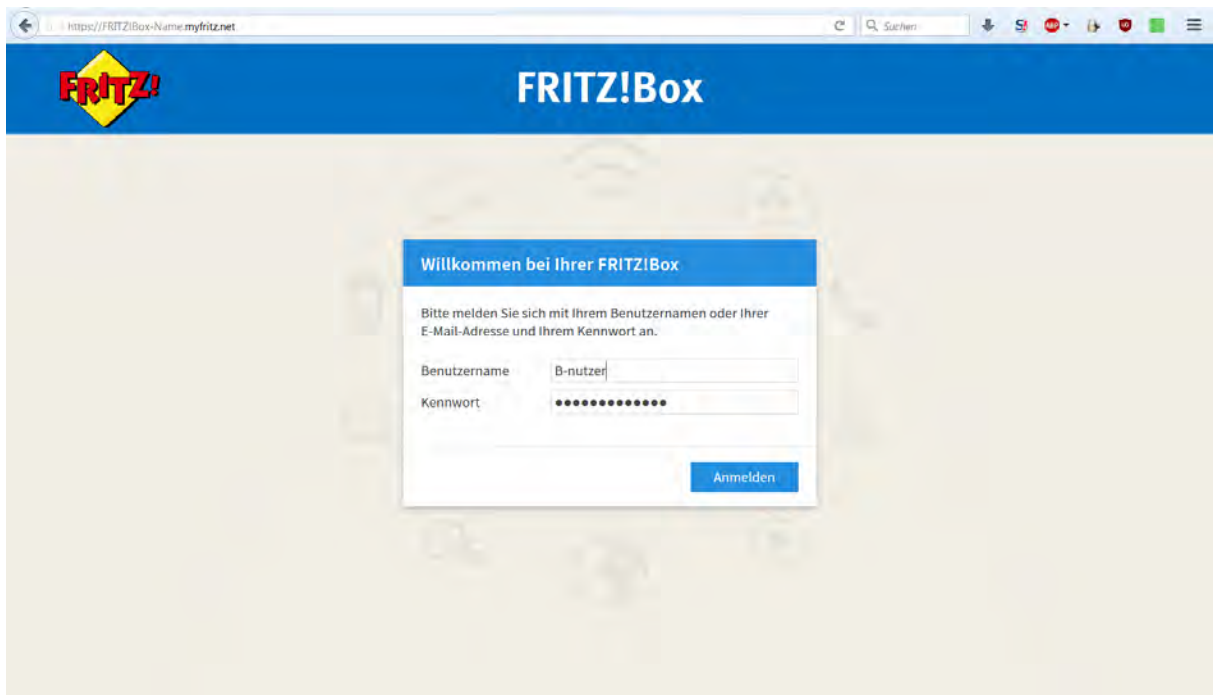 https://FRITZ!Box-Name.myfritz.net
Suchen
S!
ABP
FRITZ!
FRITZ!Box
Willkommen bei Ihrer FRITZ!Box
Bitte melden Sie sich mit Ihrem Benutzernamen oder Ihrer
E-Mail-Adresse und Ihrem Kennwort an.
Benutzername B-nutzer
Kennwort •••••••••••••
Anmelden